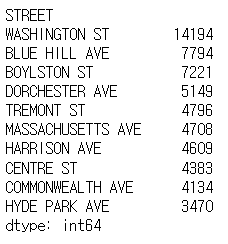 STREET
WASHINGTON ST 14194
BLUE HILL AVE 7794
BOYLSTON ST 7221
DORCHESTER AVE 5149
TREMONT ST 4796
MASSACHUSETTS AVE 4708
HARRISON AVE 4609
CENTRE ST 4383
COMMONWEALTH AVE 4134
HYDE PARK AVE 3470
dtype: int64